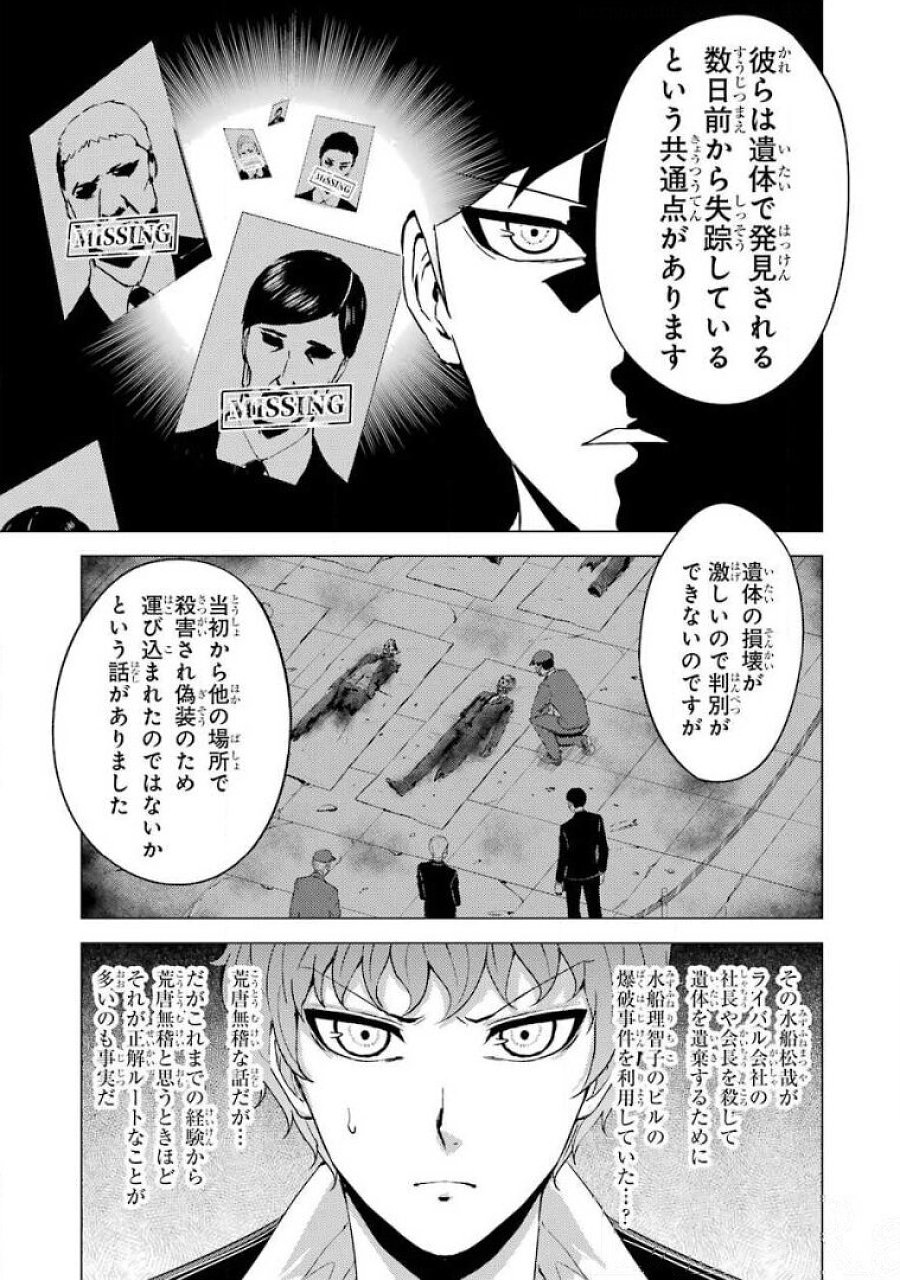 彼らは遺体で発見される
数日前から失踪している
という共通点があります
MiSSING
MiSSING
MiSSING
遺体の損壊が
激しいので判別が
できないのですが
当初から他の場所で
殺害され偽装のため
運び込まれたのではないか
という話がありました
その水船松哉が
ライバル会社の
社長や会長を殺して
遺体を遺棄するために
水船理智子のビルの
爆破事件を利用していた…?
荒唐無稽な話だが…
だがこれまでの経験から
荒唐無稽と思うときほど
それが正解ルートなことが
多いのも事実だ